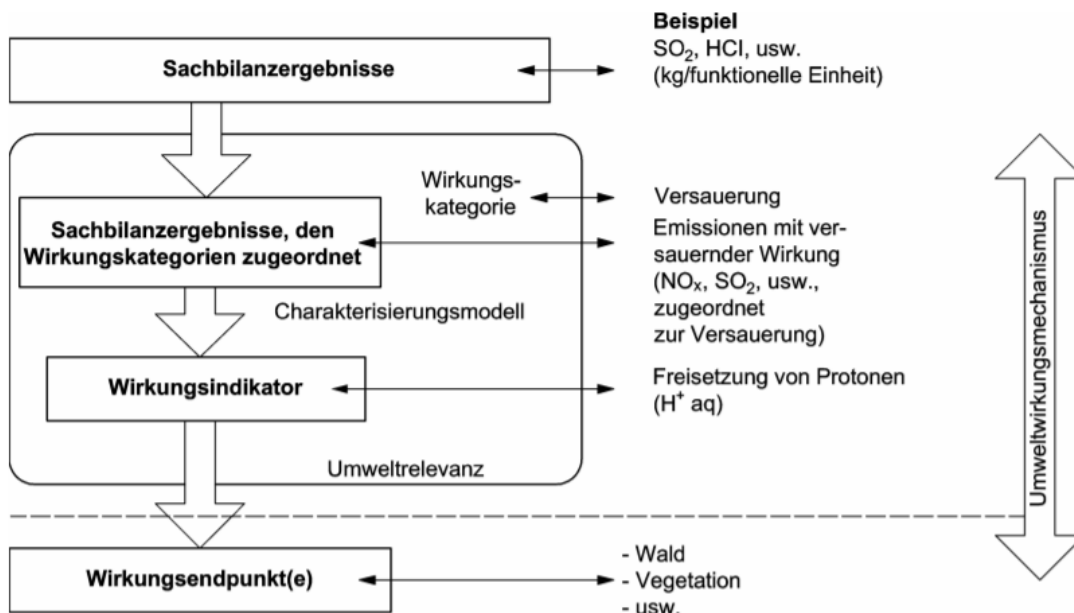 Beispiel
SO₂, HCl, usw.
(kg/funktionelle Einheit)
Sachbilanzergebnisse
Wirkungs-
kategorie
Versauerung
Sachbilanzergebnisse, den
Wirkungskategorien zugeordnet
Emissionen mit ver-
sauernder Wirkung
(NOₓ, SO₂, usw.,
zugeordnet
zur Versauerung)
Charakterisierungsmodell
Wirkungsindikator
Freisetzung von Protonen
(H⁺ aq)
Umweltrelevanz
Umweltwirkungsmechanismus
Wirkungsendpunkt(e)
- Wald
- Vegetation
- usw.